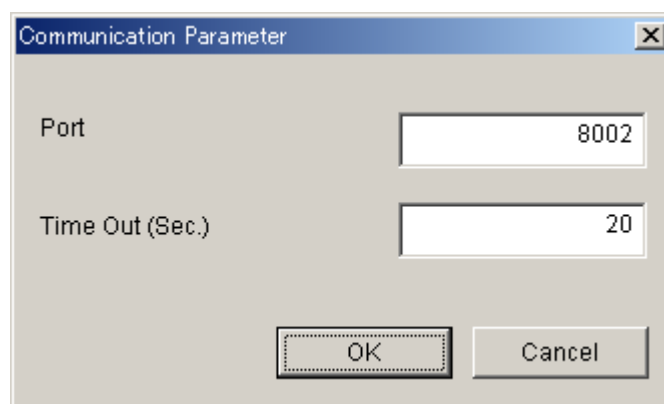 Communication Parameter
Port
8002
Time Out (Sec.)
20
OK
Cancel